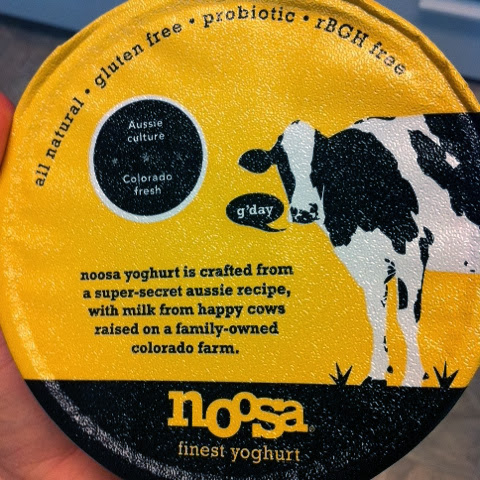 all natural • gluten free • probiotic • rBGH free
Aussie
culture
Colorado
fresh
g'day
noosa yoghurt is crafted from
a super-secret aussie recipe,
with milk from happy cows
raised on a family-owned
colorado farm.
noosa®
finest yoghurt